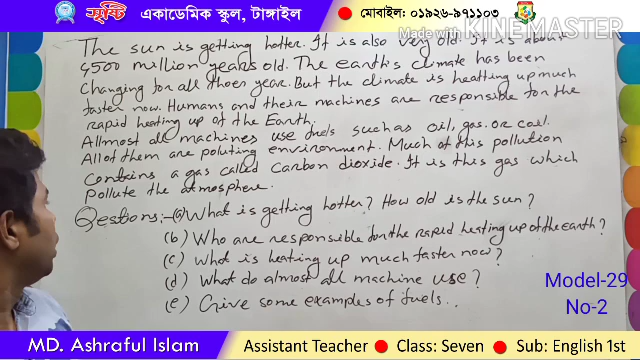 সৃষ্টি একাডেমিক স্কুল, টাঙ্গাইল
মোবাইল: ০১৯২৬-৯৭১১০৩
Made with KINE MASTER
The sun is getting hotter. It is also very old. It is about
4500 million years old. The earth's climate has been
Changing for all thoes year. But the climate is heatting up much
faster now. Humans and their machines are responsible for the
rapid heating up of the Earth.
Allmost all machines use fuels such as oil, gas. or coil.
All of them are poluting environment. Much of this pollution
Contains a gas called Carbon dioxide. It is this gas which
Pollute the atmosphere.
Qestions:- (a) What is getting hotter? How old is the sun?
(b) Who are responsible for the rapid heating up of the earth?
(c) What is heating up much faster now?
(d) What do almost all machine use?
(e) Give some examples of fuels..
Model-29
No-2
MD. Ashraful Islam
Assistant Teacher ● Class: Seven ● Sub: English 1st